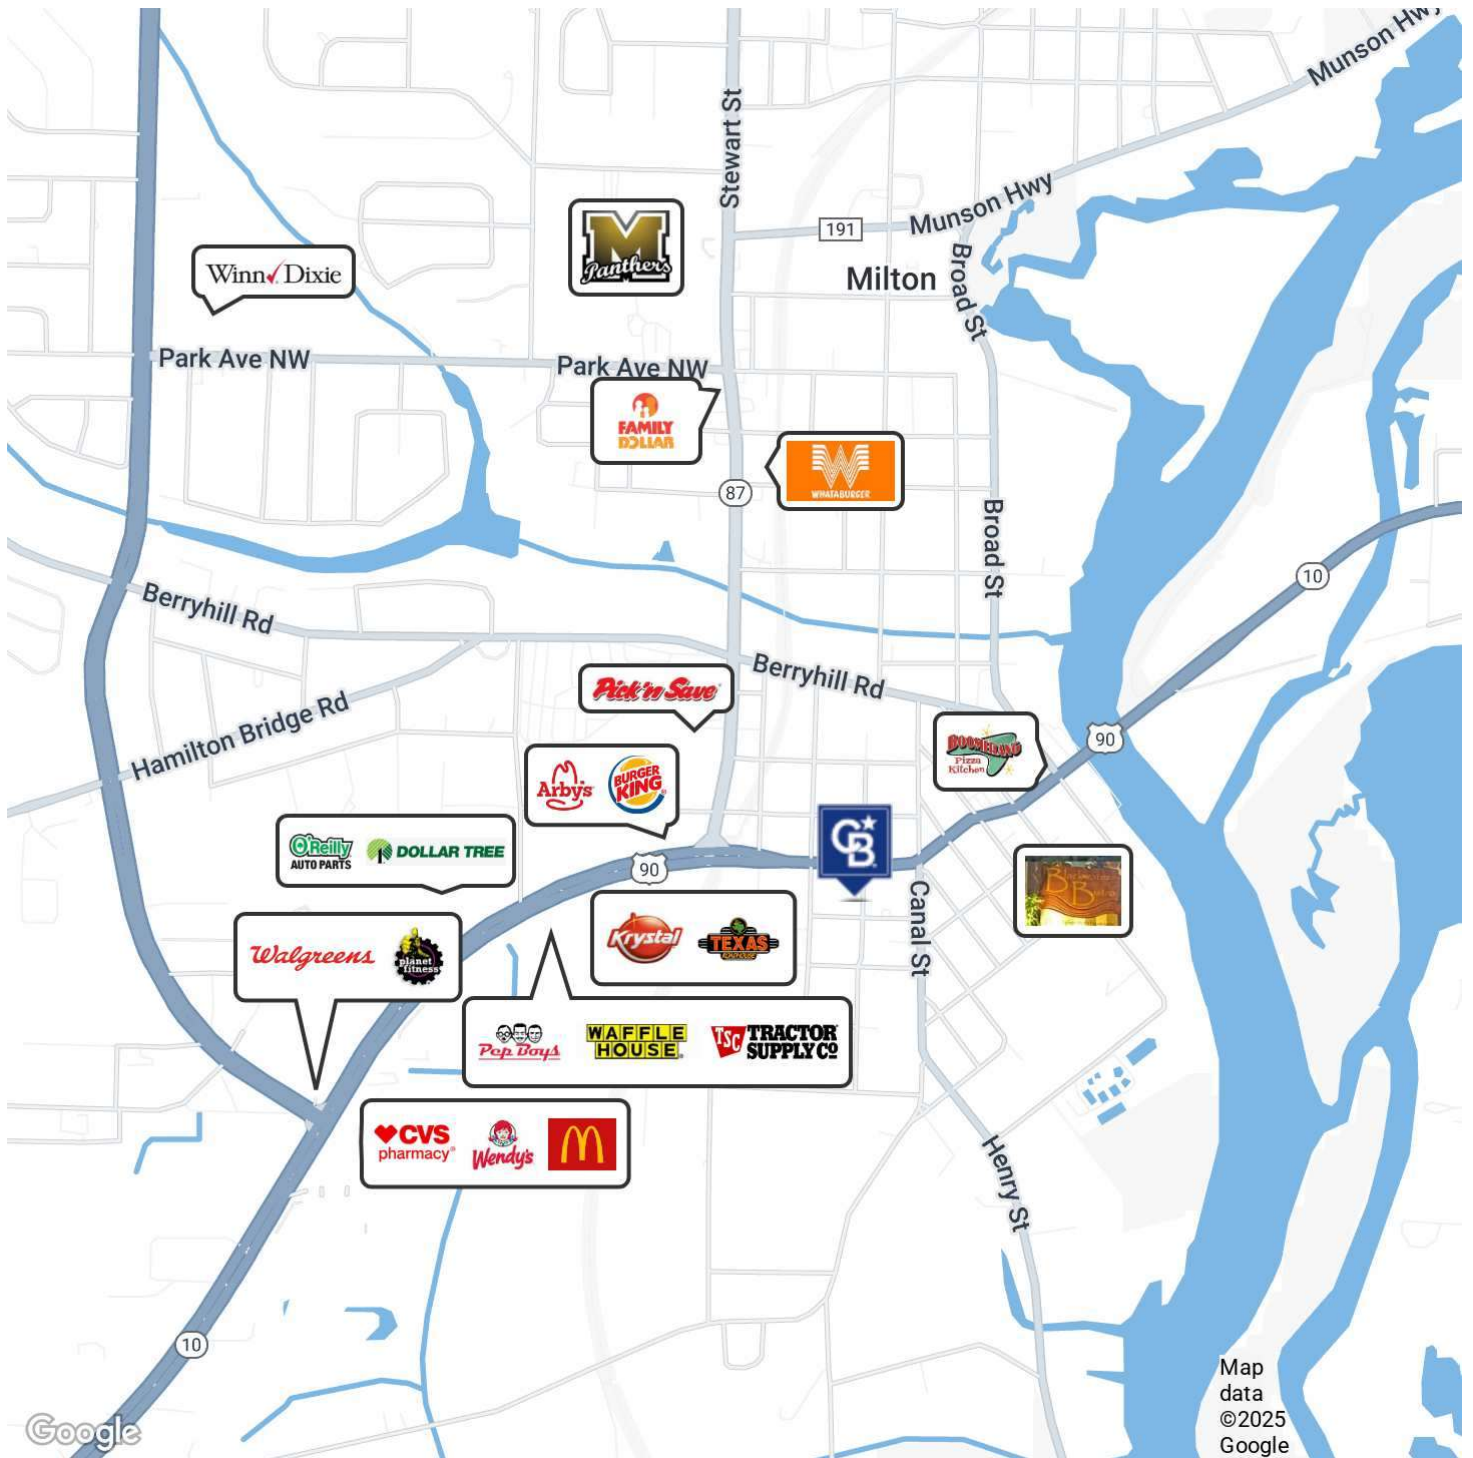 Munson Hwy
Stewart St
191
Munson Hwy
Broad St
Milton
M
Panthers
Winn Dixie
Park Ave NW
Park Ave NW
FAMILY
DOLLAR
WHATABURGER
87
Broad St
10
Berryhill Rd
Berryhill Rd
Pick'n Save
Hamilton Bridge Rd
90
BOOMERANG
Pizza
Kitchen
Arby's
BURGER
KING
O'Reilly
AUTO PARTS
DOLLAR TREE
CB
90
Canal St
Walgreens
planet
fitness
Krystal
TEXAS
Pep Boys
WAFFLE
HOUSE
TSC TRACTOR
SUPPLY CO
CVS
pharmacy
Wendy's
Henry St
10
Google
Map
data
©2025
Google